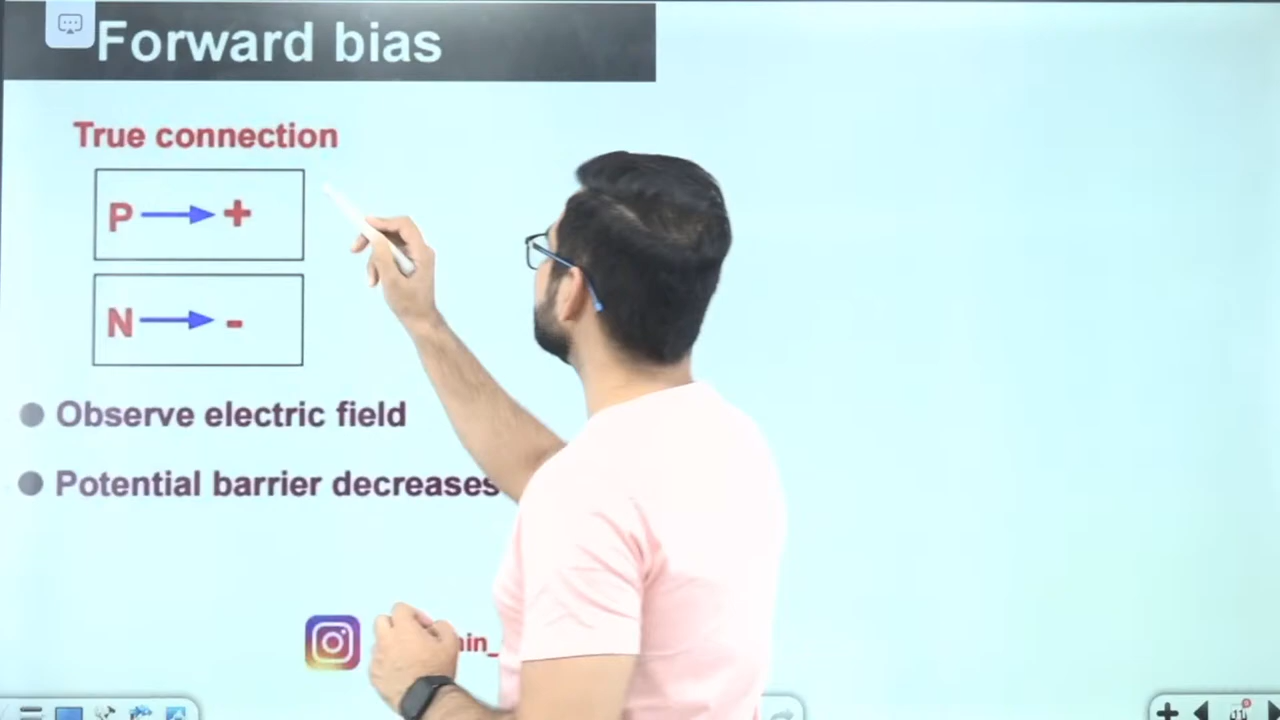 Forward bias
True connection
P +
N -
Observe electric field
Potential barrier decreases